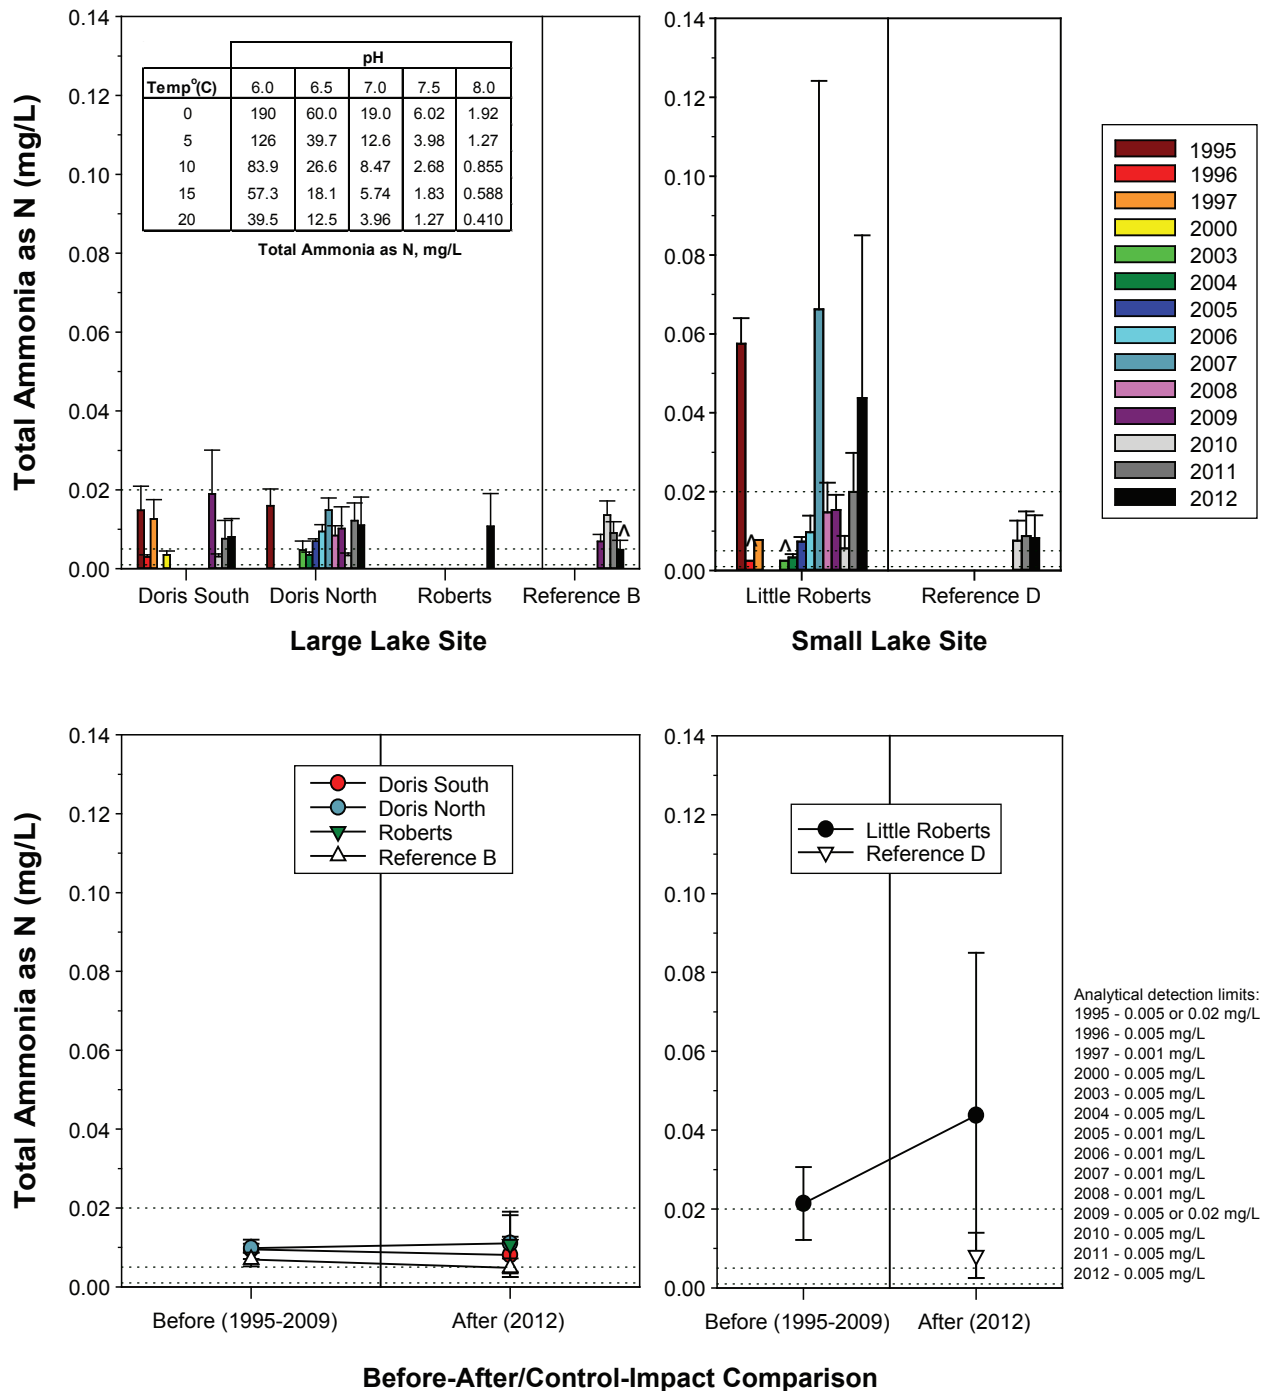 Total Ammonia as N (mg/L)
0.14
0.12
0.10
0.08
0.06
0.04
0.02
0.00
pH
Temp°(C) 6.0 6.5 7.0 7.5 8.0
0 190 60.0 19.0 6.02 1.92
5 126 39.7 12.6 3.98 1.27
10 83.9 26.6 8.47 2.68 0.855
15 57.3 18.1 5.74 1.83 0.588
20 39.5 12.5 3.96 1.27 0.410
Total Ammonia as N, mg/L
^
Doris South Doris North Roberts Reference B
Large Lake Site
0.14
0.12
0.10
0.08
0.06
0.04
0.02
0.00
^ ^
Little Roberts Reference D
Small Lake Site
1995
1996
1997
2000
2003
2004
2005
2006
2007
2008
2009
2010
2011
2012
Total Ammonia as N (mg/L)
0.14
0.12
0.10
0.08
0.06
0.04
0.02
0.00
Doris South
Doris North
Roberts
Reference B
Before (1995-2009) After (2012)
0.14
0.12
0.10
0.08
0.06
0.04
0.02
0.00
Little Roberts
Reference D
Before (1995-2009) After (2012)
Analytical detection limits:
1995 - 0.005 or 0.02 mg/L
1996 - 0.005 mg/L
1997 - 0.001 mg/L
2000 - 0.005 mg/L
2003 - 0.005 mg/L
2004 - 0.005 mg/L
2005 - 0.001 mg/L
2006 - 0.001 mg/L
2007 - 0.001 mg/L
2008 - 0.001 mg/L
2009 - 0.005 or 0.02 mg/L
2010 - 0.005 mg/L
2011 - 0.005 mg/L
2012 - 0.005 mg/L
Before-After/Control-Impact Comparison